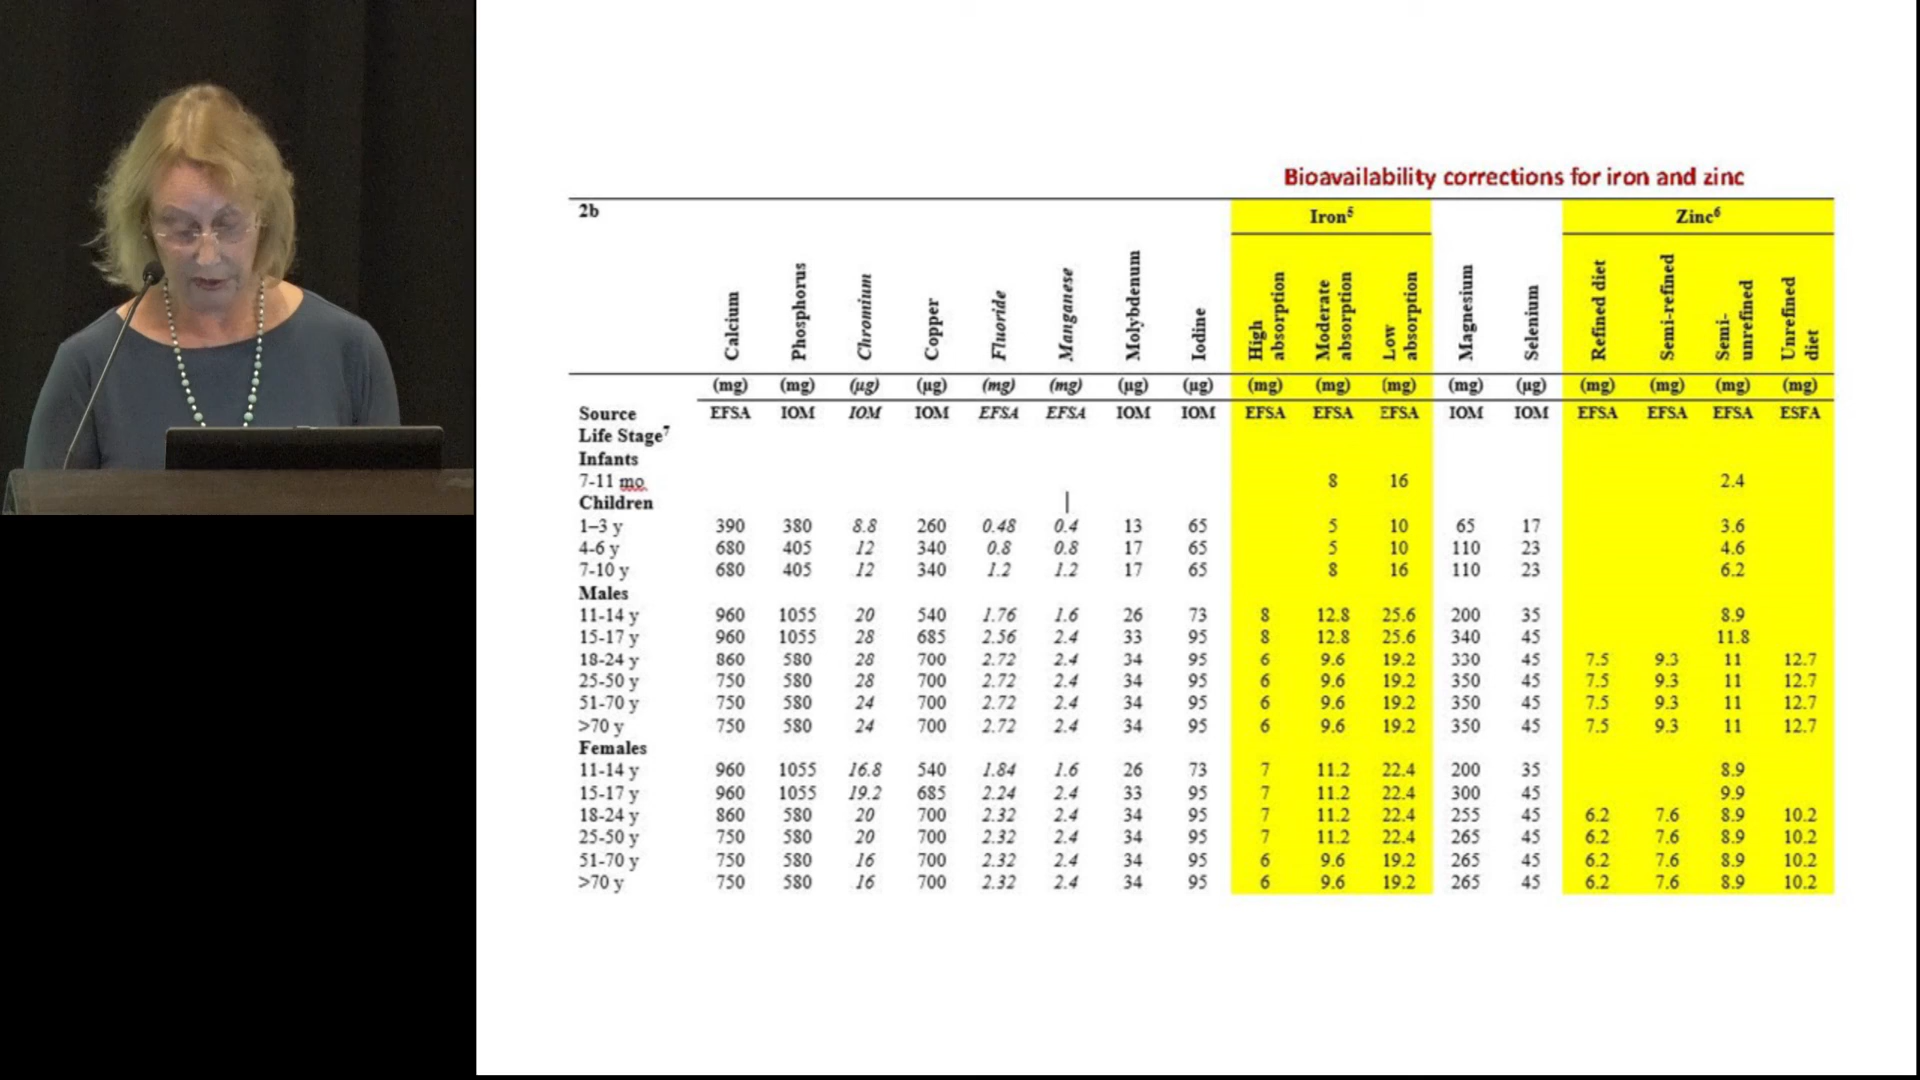 Bioavailability corrections for iron and zinc
2b Iron⁵ Zinc⁶
Calcium Phosphorus Chromium Copper Fluoride Manganese Molybdenum Iodine High absorption Moderate absorption Low absorption Magnesium Selenium Refined diet Semi-refined Semi-unrefined Unrefined diet
(mg) (mg) (µg) (µg) (mg) (mg) (µg) (µg) (mg) (mg) (mg) (mg) (µg) (mg) (mg) (mg) (mg)
Source EFSA IOM IOM IOM EFSA EFSA IOM IOM EFSA EFSA EFSA IOM IOM EFSA EFSA EFSA ESFA
Life Stage⁷
Infants
7-11 mo 8 16 2.4
Children
1–3 y 390 380 8.8 260 0.48 0.4 13 65 5 10 65 17 3.6
4-6 y 680 405 12 340 0.8 0.8 17 65 5 10 110 23 4.6
7-10 y 680 405 12 340 1.2 1.2 17 65 8 16 110 23 6.2
Males
11-14 y 960 1055 20 540 1.76 1.6 26 73 8 12.8 25.6 200 35 8.9
15-17 y 960 1055 28 685 2.56 2.4 33 95 8 12.8 25.6 340 45 11.8
18-24 y 860 580 28 700 2.72 2.4 34 95 6 9.6 19.2 330 45 7.5 9.3 11 12.7
25-50 y 750 580 28 700 2.72 2.4 34 95 6 9.6 19.2 350 45 7.5 9.3 11 12.7
51-70 y 750 580 24 700 2.72 2.4 34 95 6 9.6 19.2 350 45 7.5 9.3 11 12.7
>70 y 750 580 24 700 2.72 2.4 34 95 6 9.6 19.2 350 45 7.5 9.3 11 12.7
Females
11-14 y 960 1055 16.8 540 1.84 1.6 26 73 7 11.2 22.4 200 35 8.9
15-17 y 960 1055 19.2 685 2.24 2.4 33 95 7 11.2 22.4 300 45 9.9
18-24 y 860 580 20 700 2.32 2.4 34 95 7 11.2 22.4 255 45 6.2 7.6 8.9 10.2
25-50 y 750 580 20 700 2.32 2.4 34 95 7 11.2 22.4 265 45 6.2 7.6 8.9 10.2
51-70 y 750 580 16 700 2.32 2.4 34 95 6 9.6 19.2 265 45 6.2 7.6 8.9 10.2
>70 y 750 580 16 700 2.32 2.4 34 95 6 9.6 19.2 265 45 6.2 7.6 8.9 10.2